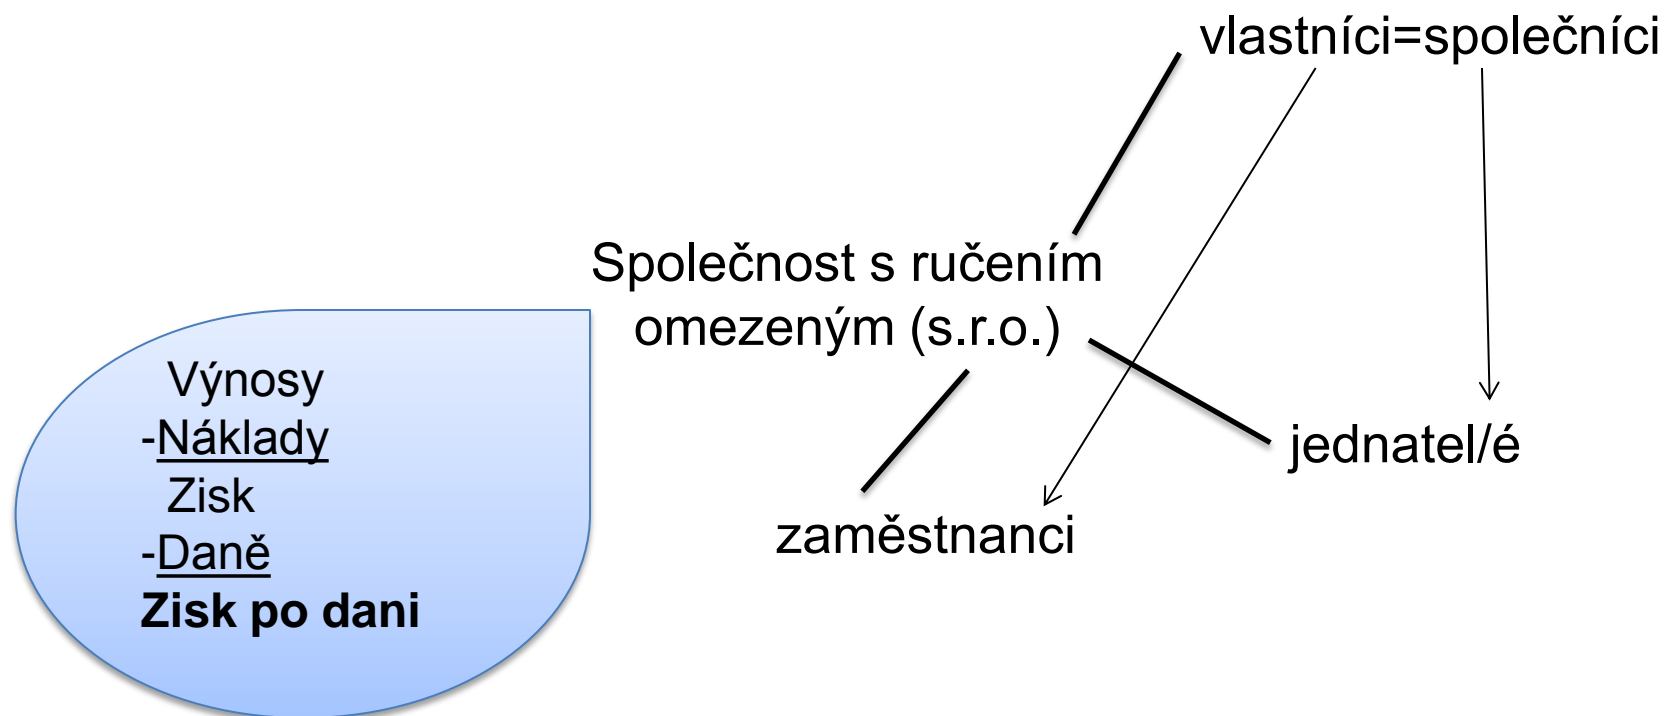 vlastníci=společníci
Společnost s ručením
omezeným (s.r.o.)
Výnosy
-Náklady
Zisk
-Daně
Zisk po dani
jednatel/é
zaměstnanci